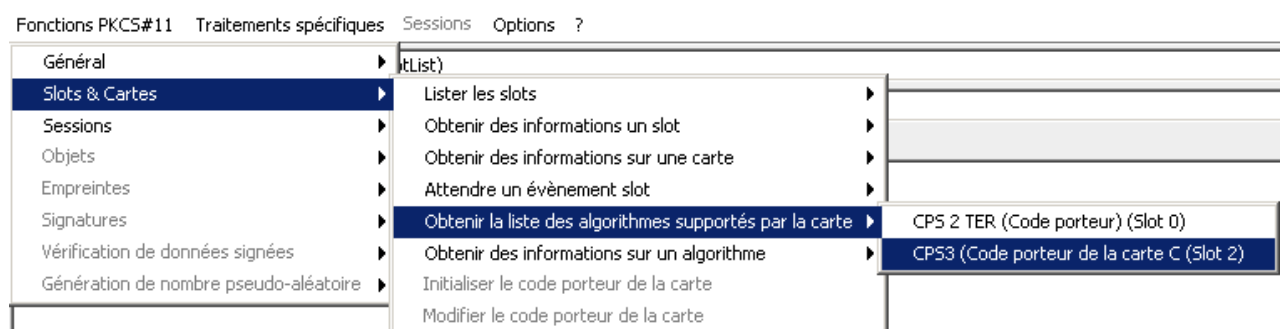 Fonctions PKCS#11 Traitements spécifiques Sessions Options ?
Général
tList)
Slots & Cartes
Lister les slots
Sessions
Obtenir des informations un slot
Objets
Obtenir des informations sur une carte
Empreintes
Attendre un évènement slot
Signatures
Obtenir la liste des algorithmes supportés par la carte
CPS 2 TER (Code porteur) (Slot 0)
Vérification de données signées
Obtenir des informations sur un algorithme
CPS3 (Code porteur de la carte C (Slot 2)
Génération de nombre pseudo-aléatoire
Initialiser le code porteur de la carte
Modifier le code porteur de la carte